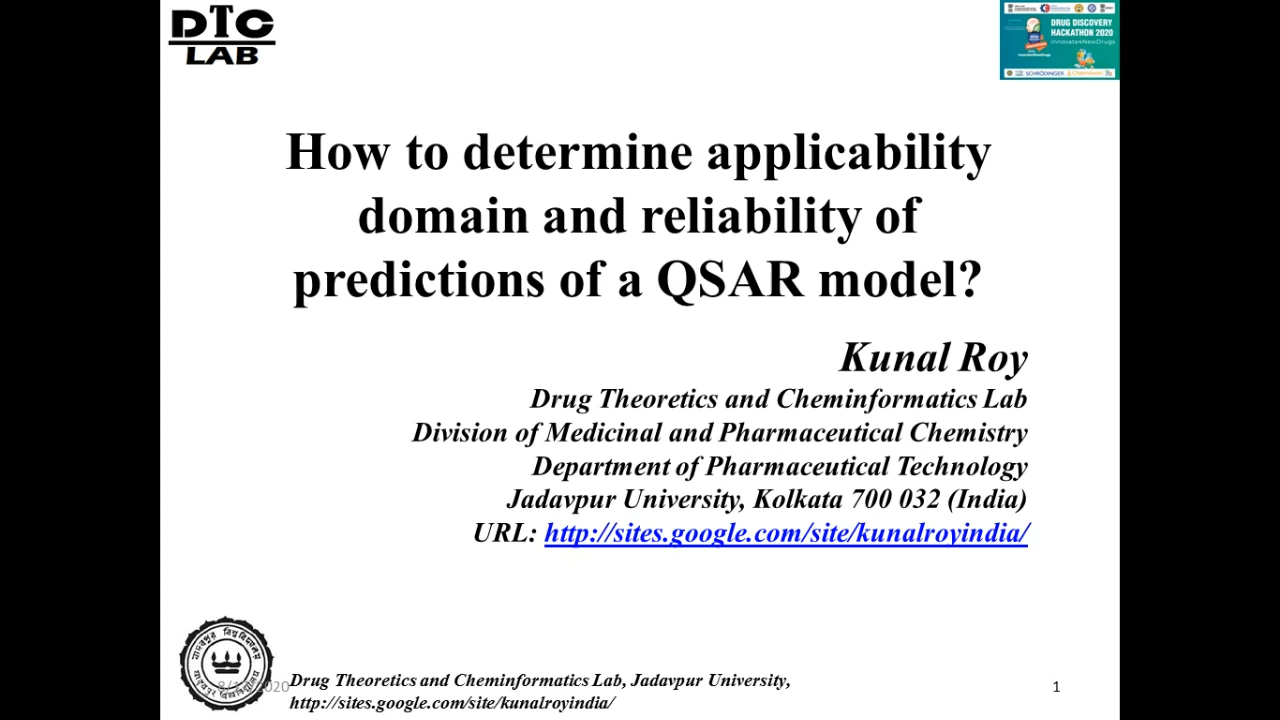 DTC
LAB
DRUG DISCOVERY
HACKATHON 2020
Innovate4NewDrugs
SCHRÖDINGER
How to determine applicability
domain and reliability of
predictions of a QSAR model?
Kunal Roy
Drug Theoretics and Cheminformatics Lab
Division of Medicinal and Pharmaceutical Chemistry
Department of Pharmaceutical Technology
Jadavpur University, Kolkata 700 032 (India)
URL: http://sites.google.com/site/kunalroyindia/
Drug Theoretics and Cheminformatics Lab, Jadavpur University,
http://sites.google.com/site/kunalroyindia/
1